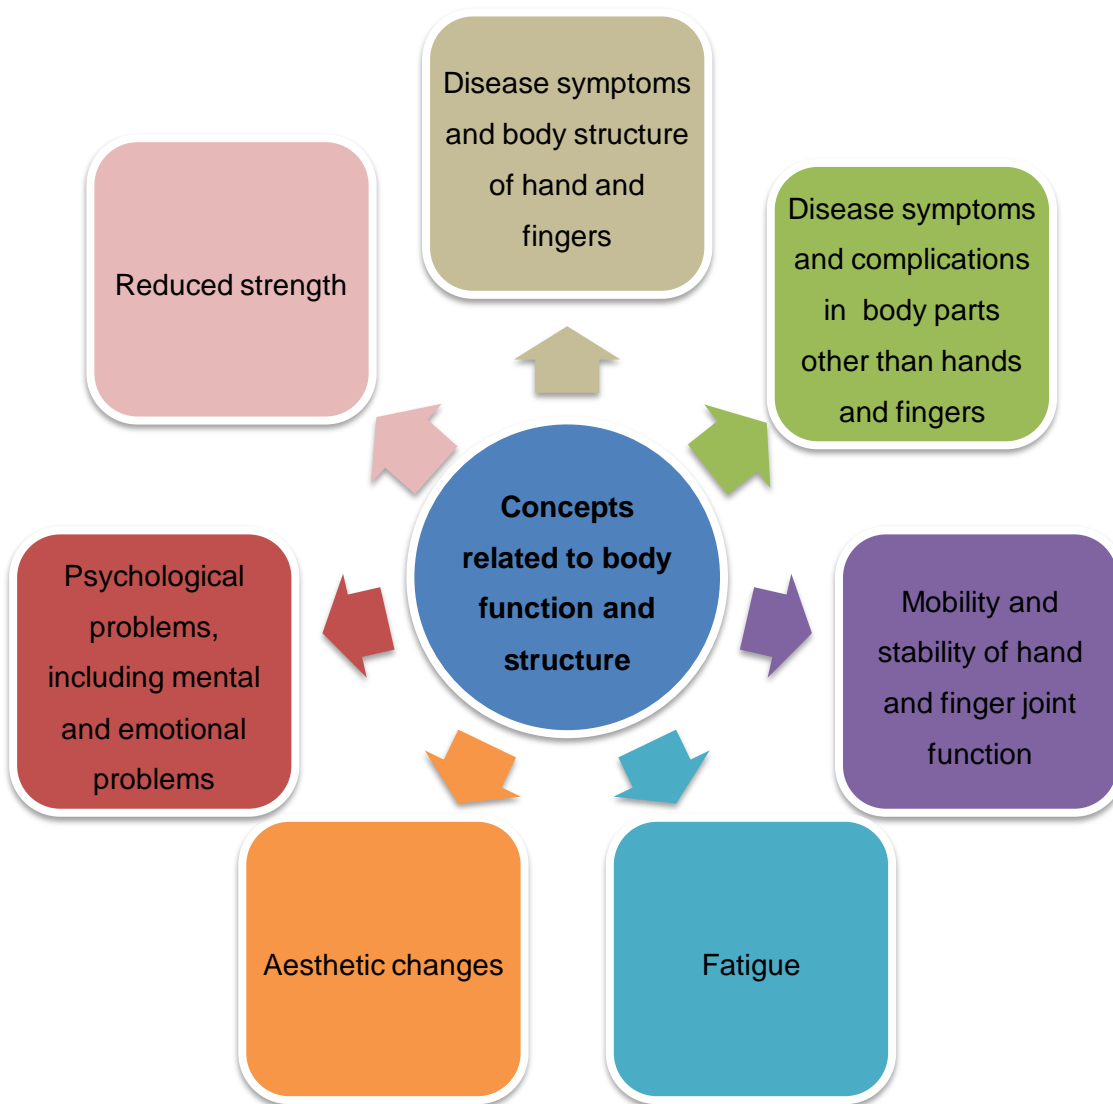 Disease symptoms
and body structure
of hand and
fingers
Disease symptoms
and complications
in body parts
other than hands
and fingers
Mobility and
stability of hand
and finger joint
function
Fatigue
Aesthetic changes
Psychological
problems,
including mental
and emotional
problems
Reduced strength
Concepts
related to body
function and
structure